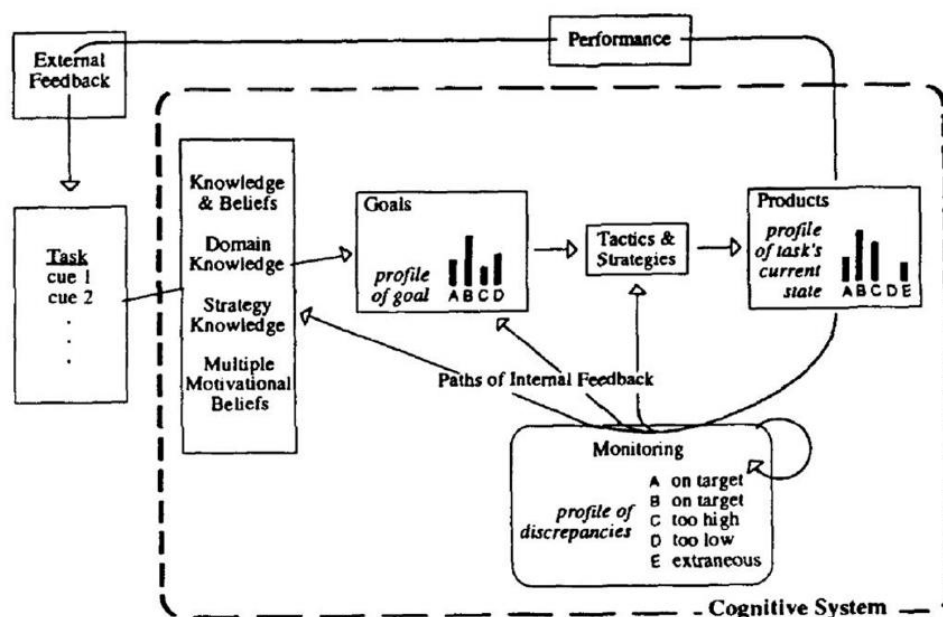 Performance
External
Feedback
Task
cue 1
cue 2
.
.
.
.
Knowledge
& Beliefs
Domain
Knowledge
Strategy
Knowledge
Multiple
Motivational
Beliefs
Goals
profile
of goal
A B C D
Tactics &
Strategies
Products
profile
of task's
current
state
A B C D E
Paths of Internal Feedback
Monitoring
profile of
discrepancies
A on target
B on target
C too high
D too low
E extraneous
Cognitive System